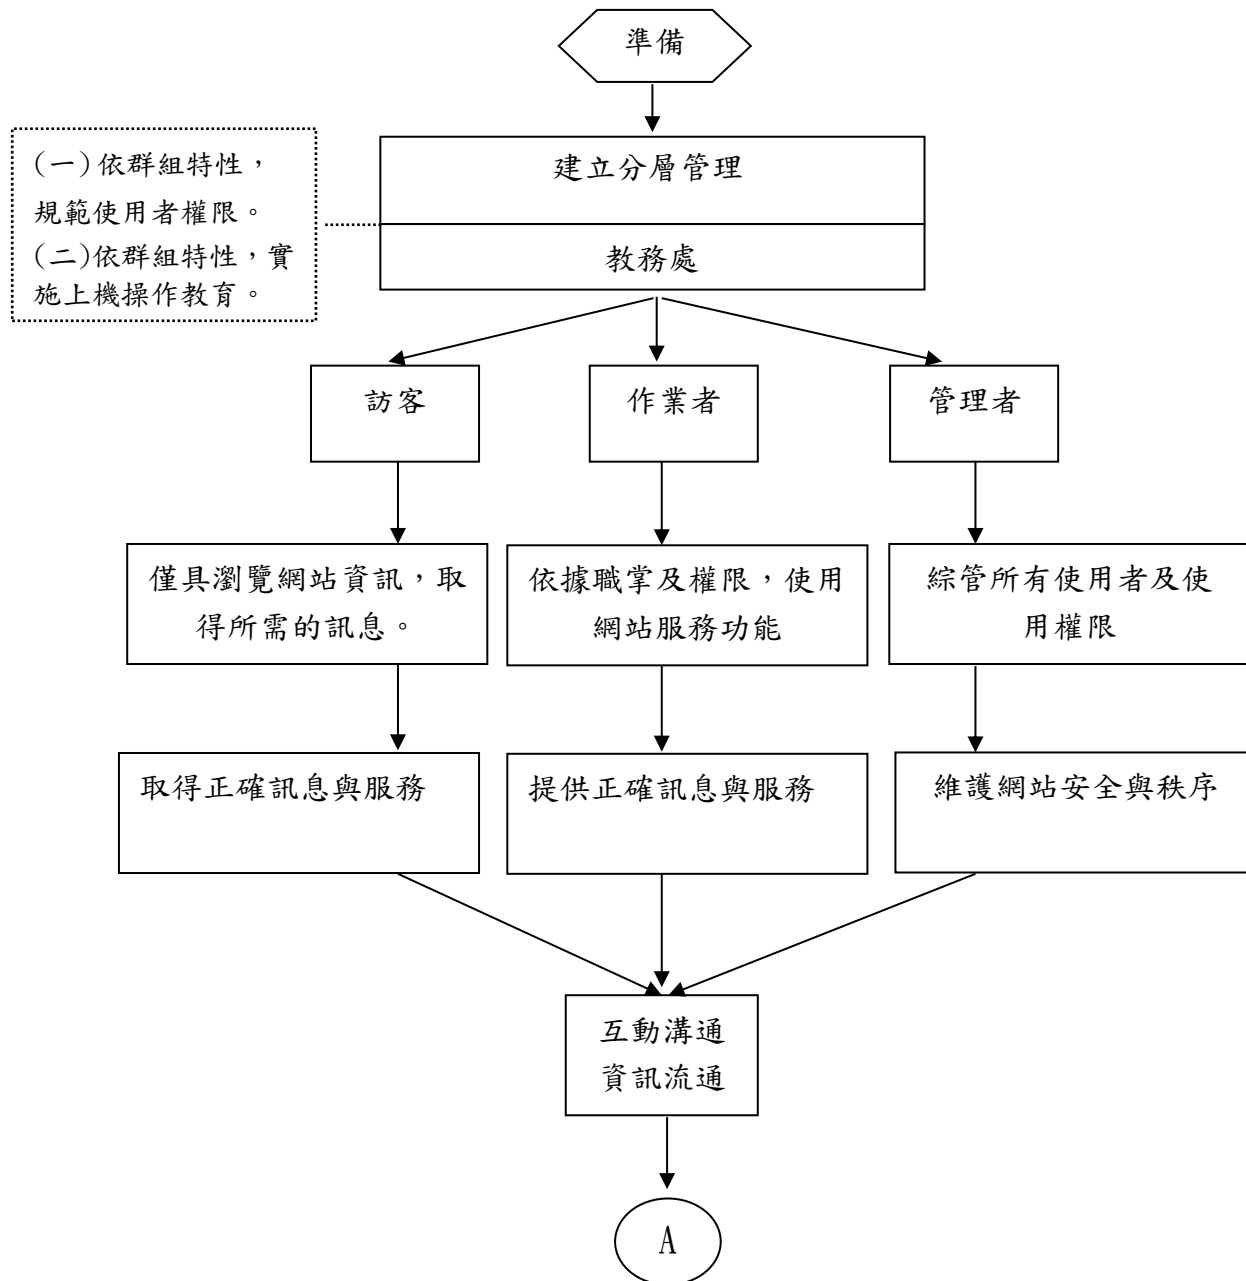 準備
建立分層管理
教務處
(一)依群組特性，
規範使用者權限。
(二)依群組特性，實
施上機操作教育。
訪客
作業者
管理者
僅具瀏覽網站資訊，取
得所需的訊息。
依據職掌及權限，使用
網站服務功能
綜管所有使用者及使
用權限
取得正確訊息與服務
提供正確訊息與服務
維護網站安全與秩序
互動溝通
資訊流通
A